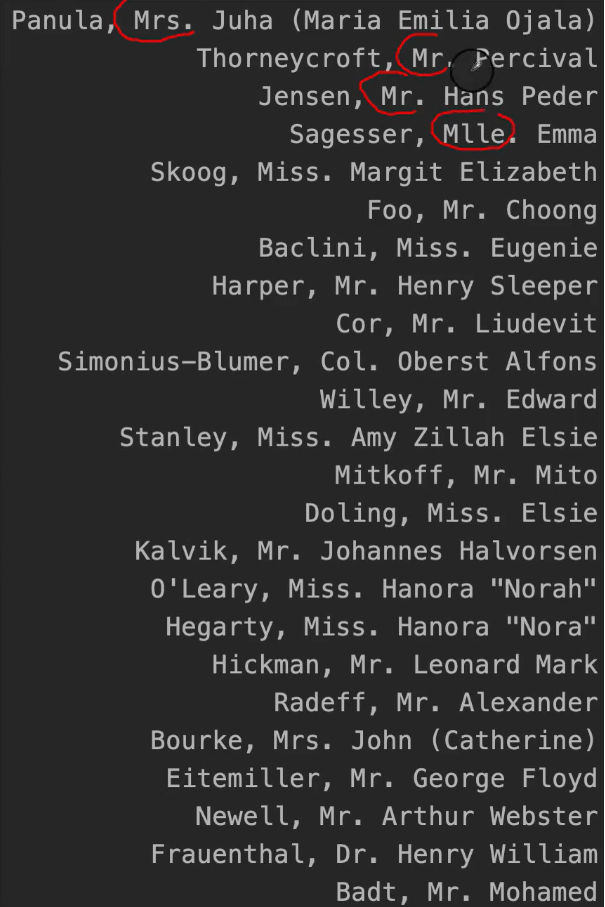 Panula, Mrs. Juha (Maria Emilia Ojala)
Thorneycroft, Mr. Percival
Jensen, Mr. Hans Peder
Sagesser, Mlle. Emma
Skoog, Miss. Margit Elizabeth
Foo, Mr. Choong
Baclini, Miss. Eugenie
Harper, Mr. Henry Sleeper
Cor, Mr. Liudevit
Simonius-Blumer, Col. Oberst Alfons
Willey, Mr. Edward
Stanley, Miss. Amy Zillah Elsie
Mitkoff, Mr. Mito
Doling, Miss. Elsie
Kalvik, Mr. Johannes Halvorsen
O'Leary, Miss. Hanora "Norah"
Hegarty, Miss. Hanora "Nora"
Hickman, Mr. Leonard Mark
Radeff, Mr. Alexander
Bourke, Mrs. John (Catherine)
Eitemiller, Mr. George Floyd
Newell, Mr. Arthur Webster
Frauenthal, Dr. Henry William
Badt, Mr. Mohamed